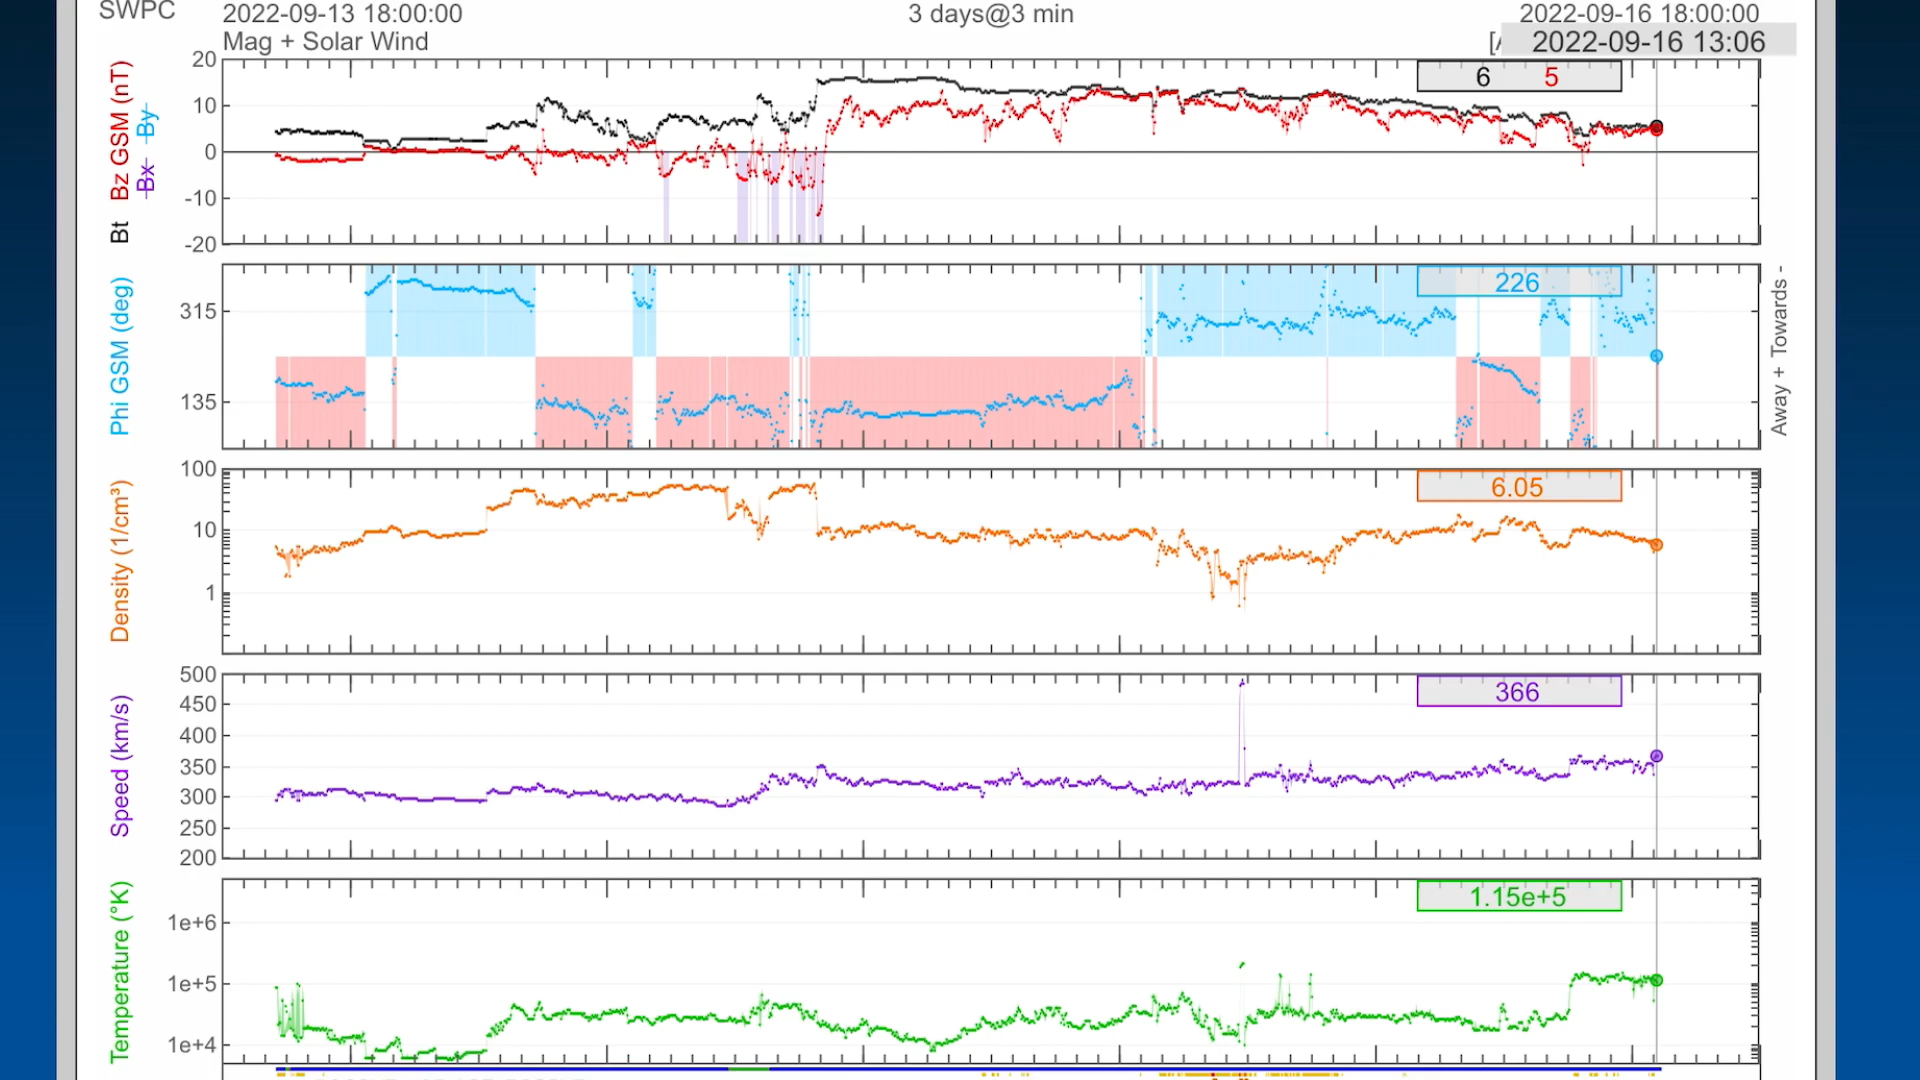 SWPC
2022-09-13 18:00:00 3 days@3 min 2022-09-16 18:00:00
Mag + Solar Wind [A 2022-09-16 13:06
Bt Bz GSM (nT)
Bx By
20
10
0
-10
-20
6 5
Phi GSM (deg)
315
135
226
Away + Towards -
Density (1/cm³)
100
10
1
6.05
Speed (km/s)
500
450
400
350
300
250
200
366
Temperature (°K)
1e+6
1e+5
1e+4
1.15e+5